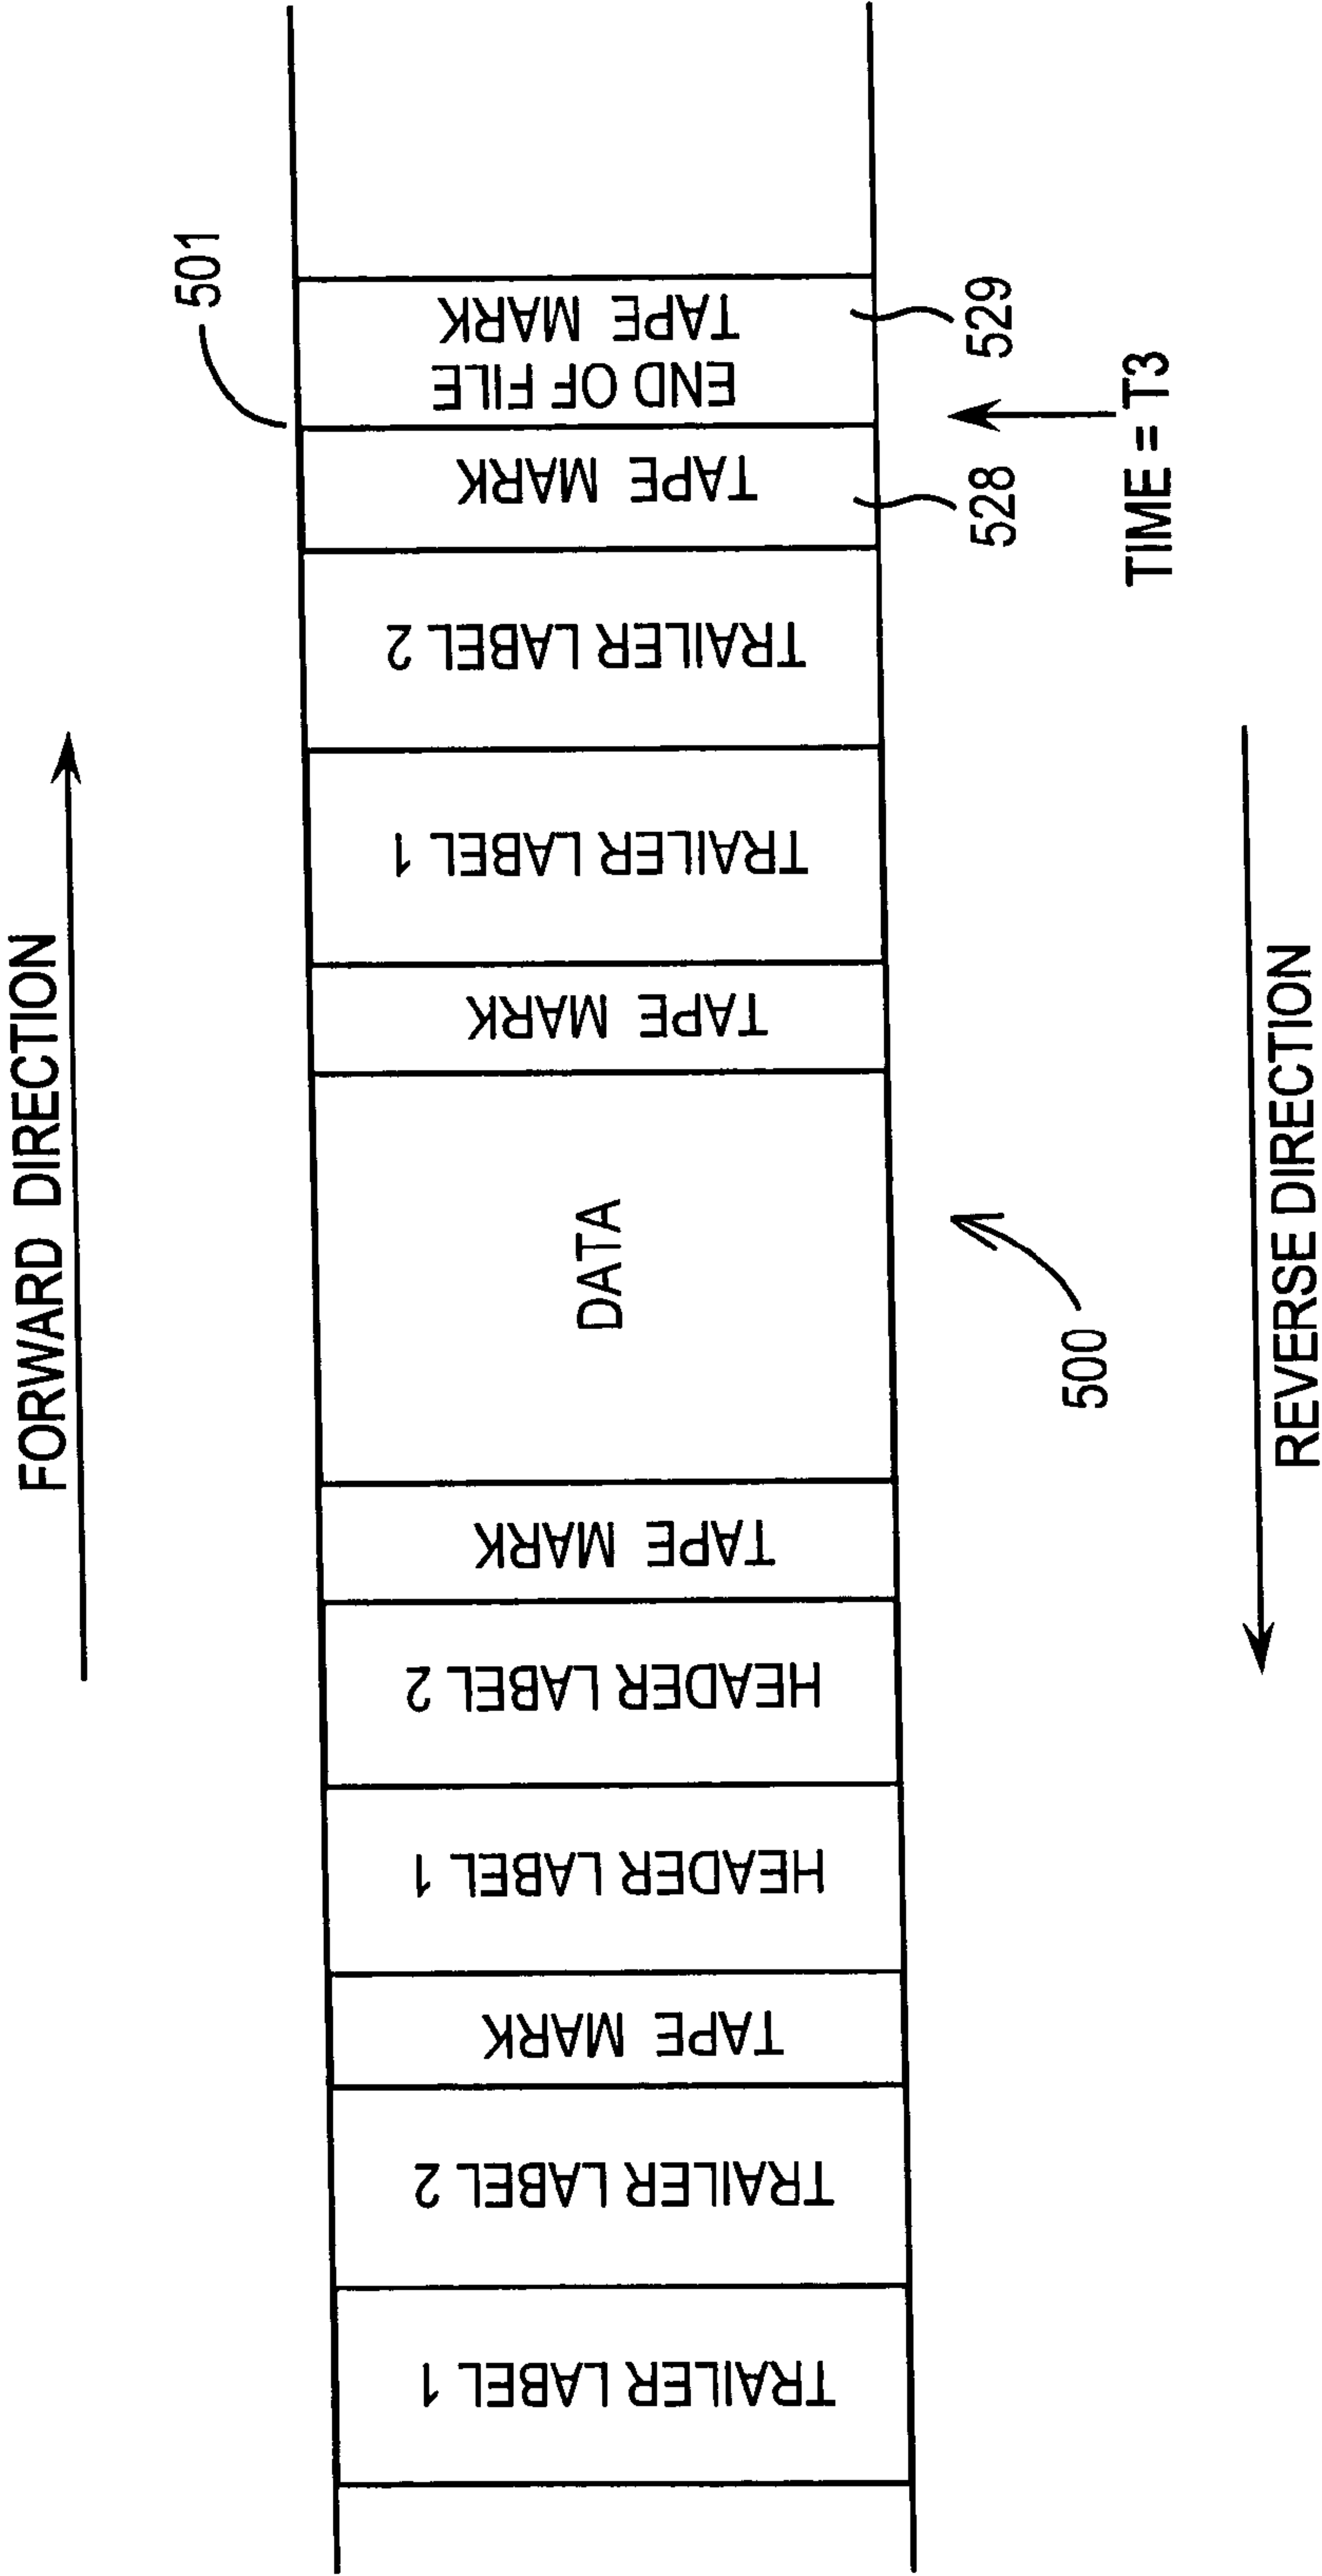 FORWARD DIRECTION
501
TRAILER LABEL 1
TRAILER LABEL 2
TAPE MARK
HEADER LABEL 1
HEADER LABEL 2
TAPE MARK
DATA
TAPE MARK
TRAILER LABEL 1
TRAILER LABEL 2
TAPE MARK
END OF FILE
TAPE MARK
500
528
529
TIME = T3
REVERSE DIRECTION